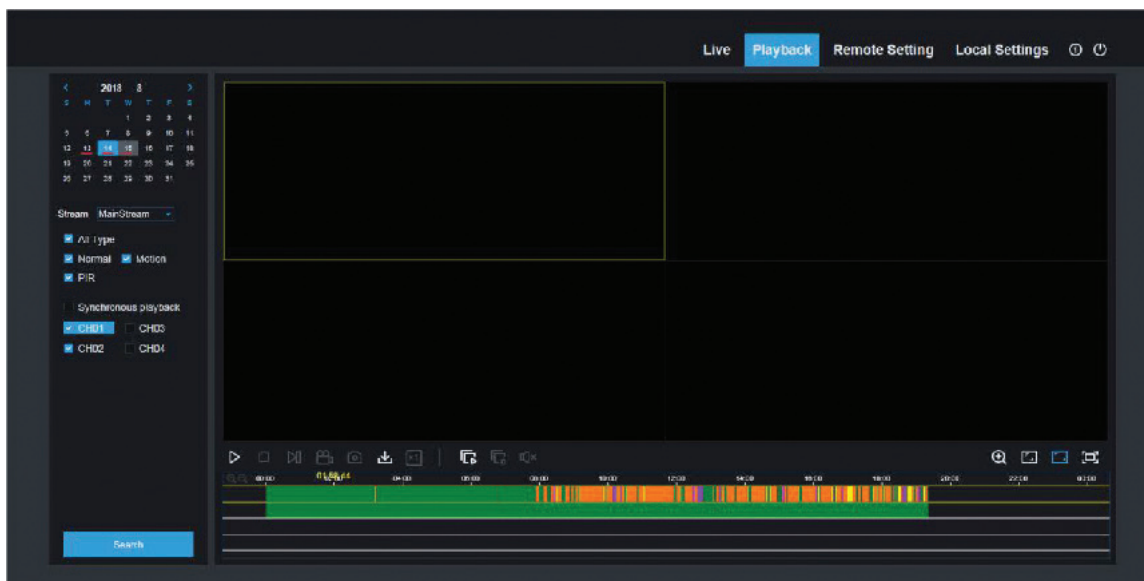 Live Playback Remote Setting Local Settings
2018 8
S M T W T F S
1 2 3 4
5 6 7 8 9 10 11
12 13 14 15 16 17 18
19 20 21 22 23 24 25
26 27 28 29 30 31
Stream MainStream
All Type
Normal Motion
PIR
Synchronous playback
CH01 CH03
CH02 CH04
00:00 04:00 06:00 08:00 10:00 12:00 14:00 16:00 18:00 20:00 22:00 00:00
Search